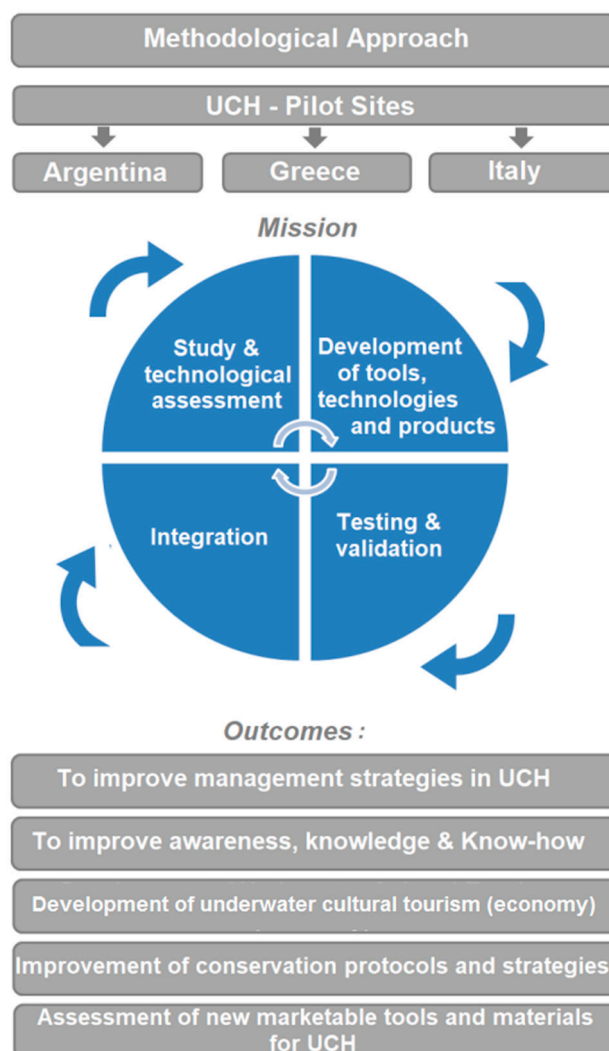 Methodological Approach
UCH - Pilot Sites
Argentina
Greece
Italy
Mission
Study &
technological
assessment
Development
of tools,
technologies
and products
Integration
Testing &
validation
Outcomes :
To improve management strategies in UCH
To improve awareness, knowledge & Know-how
Development of underwater cultural tourism (economy)
Improvement of conservation protocols and strategies
Assessment of new marketable tools and materials
for UCH